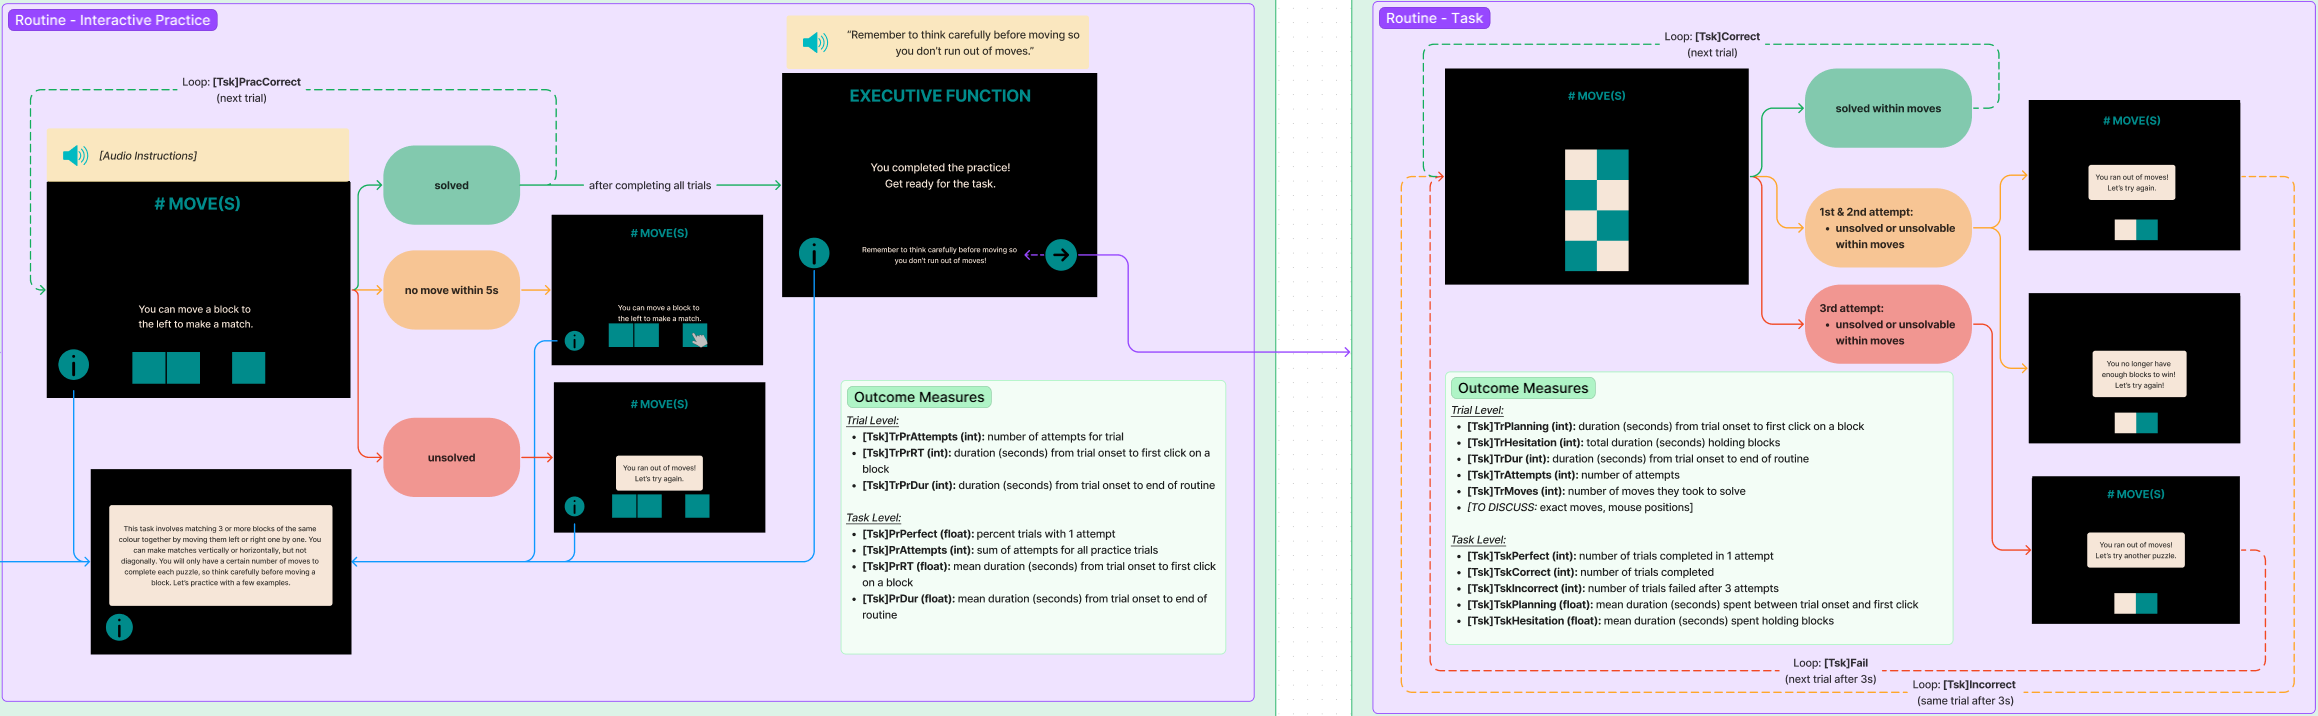 Routine - Interactive Practice
Loop: [Tsk]PracCorrect
(next trial)
[Audio Instructions]
# MOVE(S)
You can move a block to
the left to make a match.
solved
after completing all trials
no move within 5s
unsolved
# MOVE(S)
You can move a block to
the left to make a match.
# MOVE(S)
You ran out of moves!
Let's try again.
This task involves matching 3 or more blocks of the same
colour together by moving them left or right one by one. You
can make matches vertically or horizontally, but not
diagonally. You will only have a certain number of moves to
complete each puzzle, so think carefully before moving a
block. Let's practice with a few examples.
"Remember to think carefully before moving so
you don't run out of moves."
EXECUTIVE FUNCTION
You completed the practice!
Get ready for the task.
Remember to think carefully before moving so
you don't run out of moves!
Outcome Measures
Trial Level:
• [Tsk]TrPrAttempts (int): number of attempts for trial
• [Tsk]TrPrRT (int): duration (seconds) from trial onset to first click on a
block
• [Tsk]TrPrDur (int): duration (seconds) from trial onset to end of routine
Task Level:
• [Tsk]PrPerfect (float): percent trials with 1 attempt
• [Tsk]PrAttempts (int): sum of attempts for all practice trials
• [Tsk]PrRT (float): mean duration (seconds) from trial onset to first click
on a block
• [Tsk]PrDur (float): mean duration (seconds) from trial onset to end of
routine
Routine - Task
Loop: [Tsk]Correct
(next trial)
# MOVE(S)
solved within moves
1st & 2nd attempt:
• unsolved or unsolvable
within moves
3rd attempt:
• unsolved or unsolvable
within moves
# MOVE(S)
You ran out of moves!
Let's try again.
You no longer have
enough blocks to win!
Let's try again!
# MOVE(S)
You ran out of moves!
Let's try another puzzle.
Outcome Measures
Trial Level:
• [Tsk]TrPlanning (int): duration (seconds) from trial onset to first click on a block
• [Tsk]TrHesitation (int): total duration (seconds) holding blocks
• [Tsk]TrDur (int): duration (seconds) from trial onset to end of routine
• [Tsk]TrAttempts (int): number of attempts
• [Tsk]TrMoves (int): number of moves they took to solve
• [TO DISCUSS: exact moves, mouse positions]
Task Level:
• [Tsk]TskPerfect (int): number of trials completed in 1 attempt
• [Tsk]TskCorrect (int): number of trials completed
• [Tsk]TskIncorrect (int): number of trials failed after 3 attempts
• [Tsk]TskPlanning (float): mean duration (seconds) spent between trial onset and first click
• [Tsk]TskHesitation (float): mean duration (seconds) spent holding blocks
Loop: [Tsk]Fail
(next trial after 3s)
Loop: [Tsk]Incorrect
(same trial after 3s)